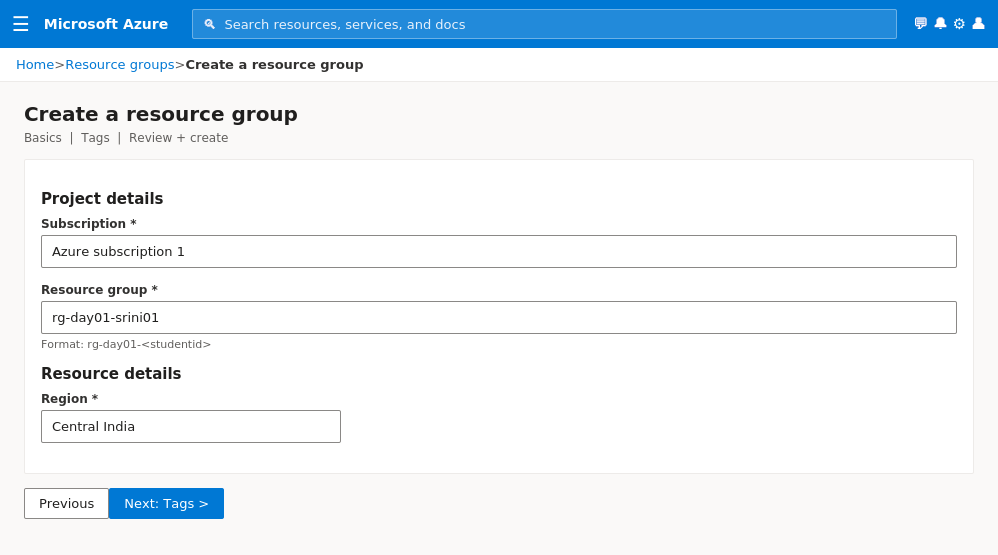 Microsoft Azure
Search resources, services, and docs
Home>Resource groups>Create a resource group
Create a resource group
Basics | Tags | Review + create
Project details
Subscription *
Azure subscription 1
Resource group *
rg-day01-srini01
Format: rg-day01-<studentid>
Resource details
Region *
Central India
Previous
Next: Tags >